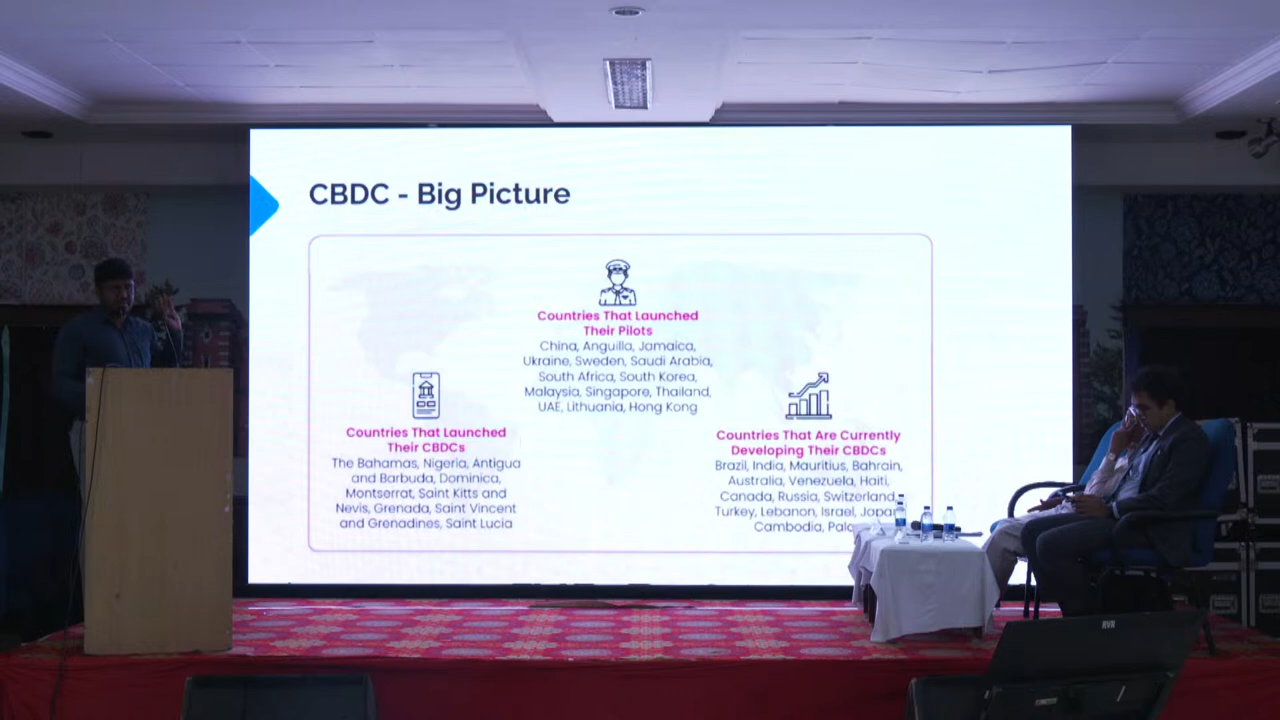 CBDC - Big Picture
Countries That Launched
Their Pilots
China, Anguilla, Jamaica,
Ukraine, Sweden, Saudi Arabia,
South Africa, South Korea,
Malaysia, Singapore, Thailand,
UAE, Lithuania, Hong Kong
Countries That Launched
Their CBDCs
The Bahamas, Nigeria, Antigua
and Barbuda, Dominica,
Montserrat, Saint Kitts and
Nevis, Grenada, Saint Vincent
and Grenadines, Saint Lucia
Countries That Are Currently
Developing Their CBDCs
Brazil, India, Mauritius, Bahrain,
Australia, Venezuela, Haiti,
Canada, Russia, Switzerland,
Turkey, Lebanon, Israel,
Cambodia,
RVR